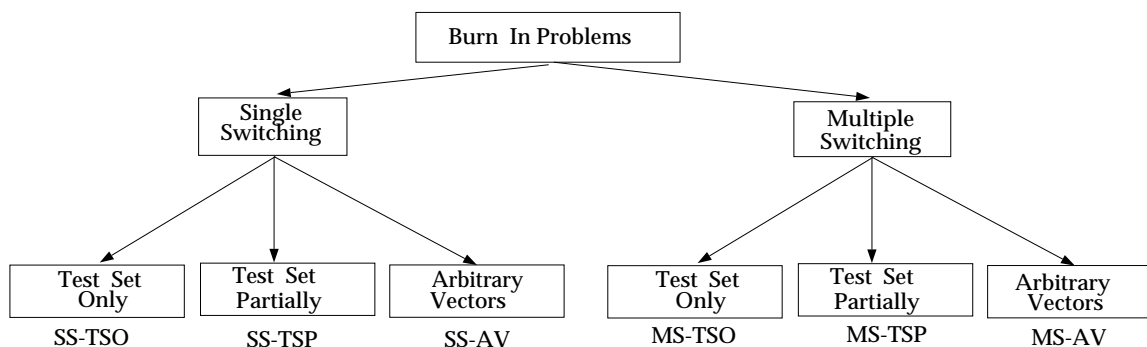 Burn In Problems
Single
Switching
Multiple
Switching
Test Set
Only
Test Set
Partially
Arbitrary
Vectors
Test Set
Only
Test Set
Partially
Arbitrary
Vectors
SS-TSO
SS-TSP
SS-AV
MS-TSO
MS-TSP
MS-AV